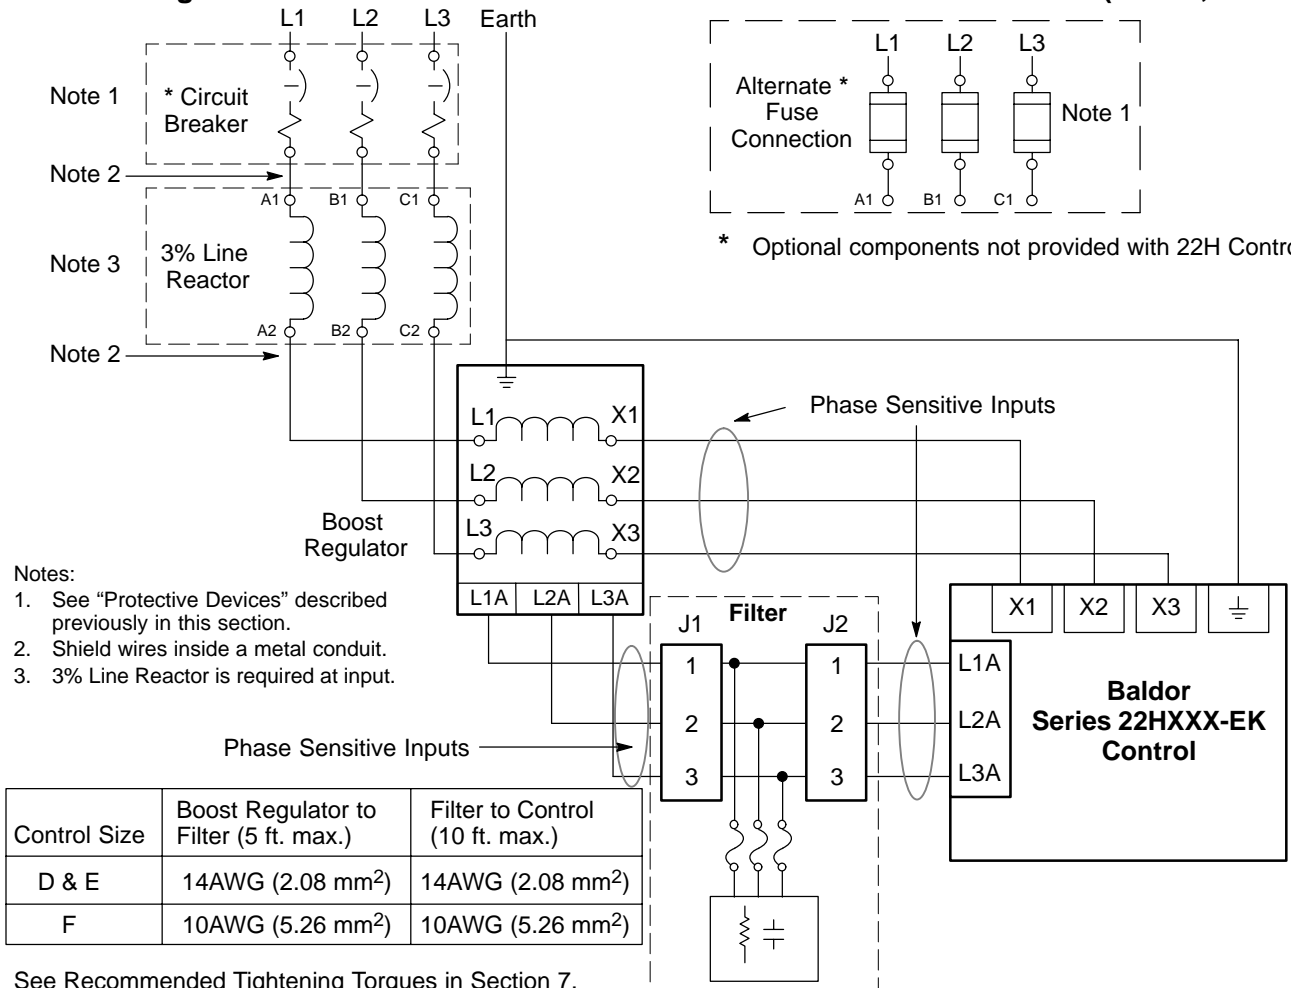 L1 L2 L3 Earth
Note 1
* Circuit
Breaker
Note 2
A1 B1 C1
Note 3
3% Line
Reactor
A2 B2 C2
Note 2
L1 L2 L3
Alternate *
Fuse
Connection
Note 1
A1 B1 C1
* Optional components not provided with 22H
Phase Sensitive Inputs
L1 X1
L2 X2
L3 X3
Boost
Regulator
L1A L2A L3A
Notes:
1. See “Protective Devices” described
previously in this section.
2. Shield wires inside a metal conduit.
3. 3% Line Reactor is required at input.
Filter
J1 J2
1 1
2 2
3 3
Phase Sensitive Inputs
X1 X2 X3
L1A
L2A
L3A
Baldor
Series 22HXXX-EK
Control
Control Size
Boost Regulator to
Filter (5 ft. max.)
Filter to Control
(10 ft. max.)
D & E 14AWG (2.08 mm2) 14AWG (2.08 mm2)
F 10AWG (5.26 mm2) 10AWG (5.26 mm2)
See Recommended Tightening Torques in Section 7.